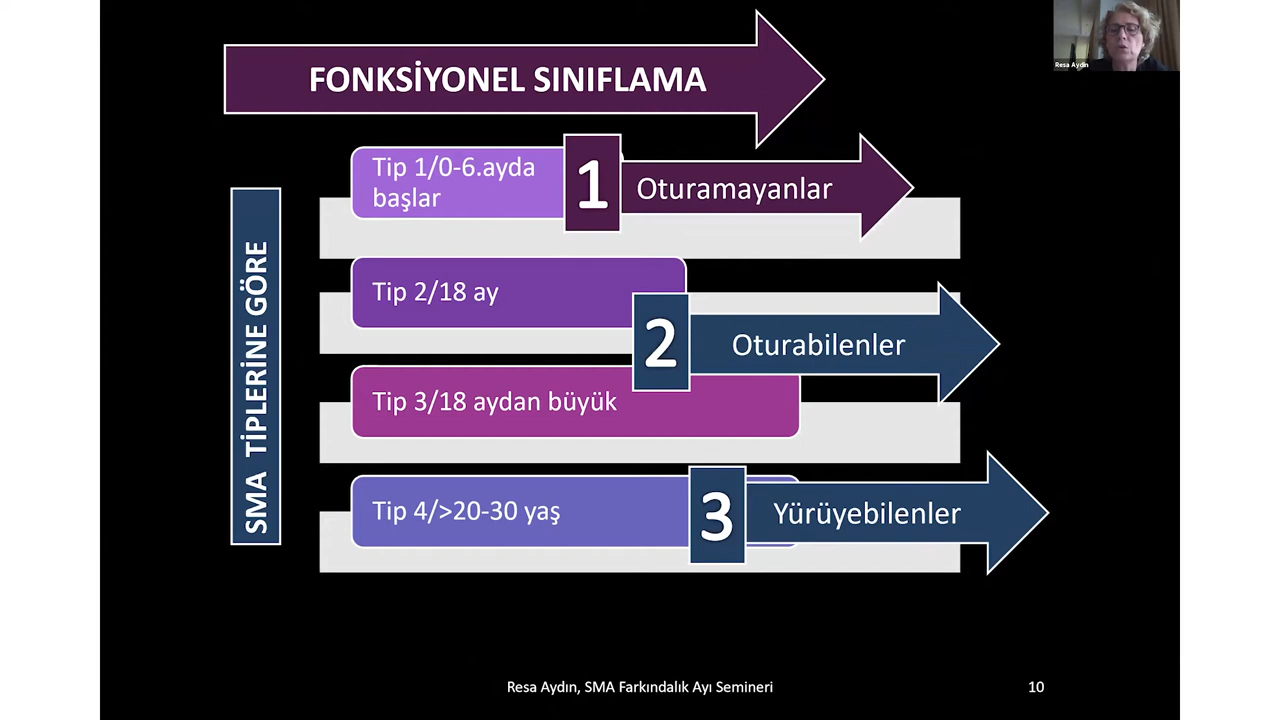 FONKSİYONEL SINIFLAMA
Resa Aydın
SMA TİPLERİNE GÖRE
Tip 1/0-6.ayda
başlar
1
Oturamayanlar
Tip 2/18 ay
2
Oturabilenler
Tip 3/18 aydan büyük
Tip 4/>20-30 yaş
3
Yürüyebilenler
Resa Aydın, SMA Farkındalık Ayı Semineri
10